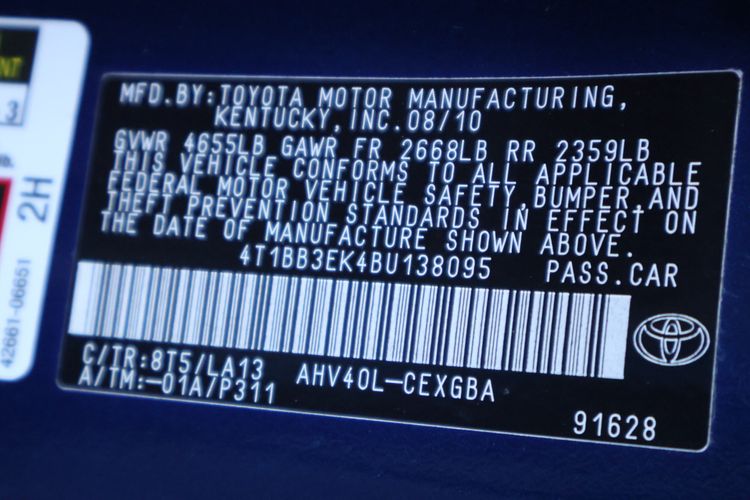 MFD.BY:TOYOTA MOTOR MANUFACTURING,
KENTUCKY,INC.08/10
GVWR 4655LB GAWR FR 2668LB RR 2359LB
THIS VEHICLE CONFORMS TO ALL APPLICABLE
FEDERAL MOTOR VEHICLE SAFETY,BUMPER,AND
THEFT PREVENTION STANDARDS IN EFFECT ON
THE DATE OF MANUFACTURE SHOWN ABOVE.
4T1BB3EK4BU138095 PASS.CAR
C/TR:8T5/LA13
A/TM:-01A/P311 AHV40L-CEXGBA
91628
2H
42661-06651
3